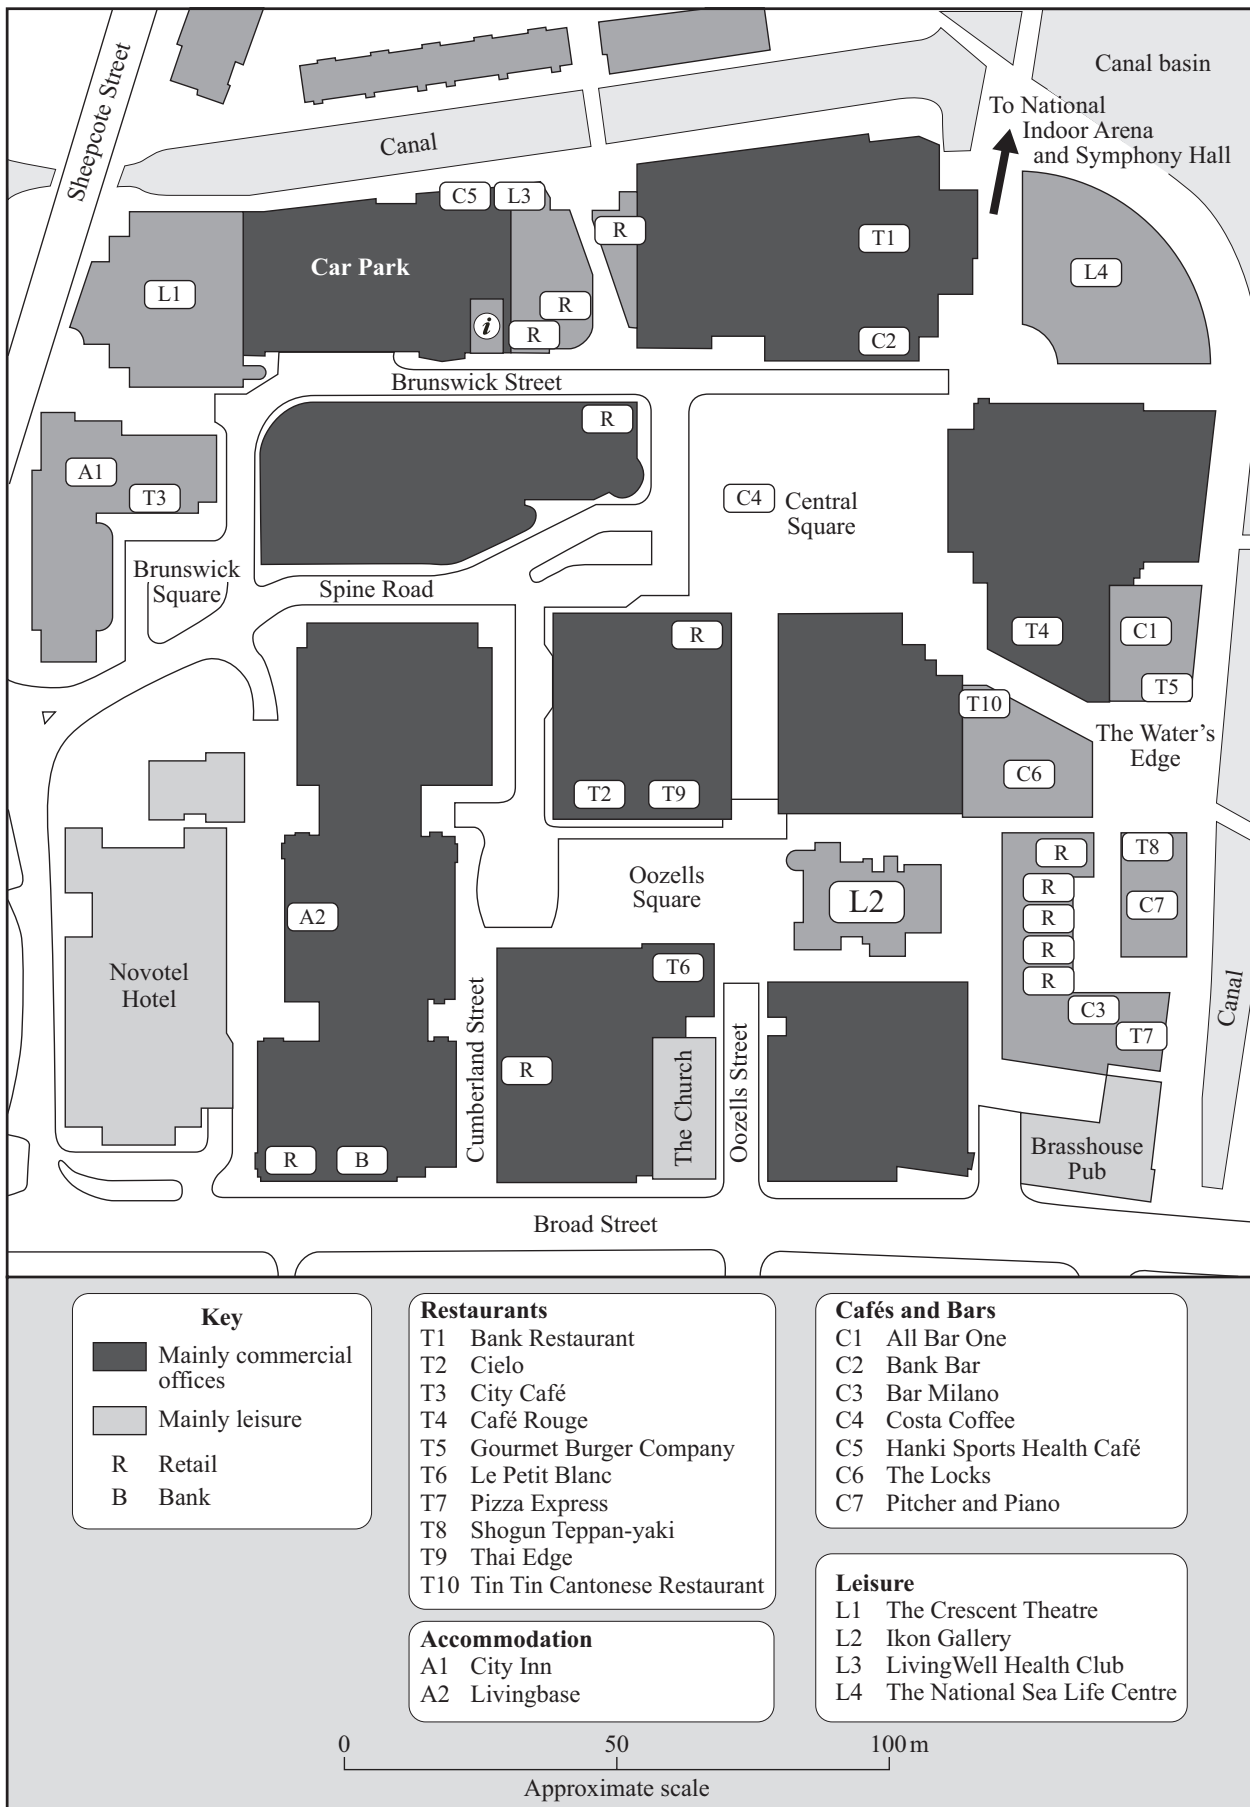 Sheepcote Street
Canal
Canal basin
To National
Indoor Arena
and Symphony Hall
C5
L3
R
T1
Car Park
L1
L4
R
i
R
C2
Brunswick Street
R
A1
T3
C4
Central
Square
Brunswick
Square
Spine Road
R
T4
C1
T5
T10
The Water's
Edge
C6
T2
T9
Oozells
Square
L2
R
T8
R
C7
R
R
R
A2
T6
Novotel
Hotel
C3
T7
Canal
Cumberland Street
R
The Church
Oozells Street
Brasshouse
Pub
R
B
Broad Street
Key
Mainly commercial
offices
Mainly leisure
R Retail
B Bank
Restaurants
T1 Bank Restaurant
T2 Cielo
T3 City Café
T4 Café Rouge
T5 Gourmet Burger Company
T6 Le Petit Blanc
T7 Pizza Express
T8 Shogun Teppan-yaki
T9 Thai Edge
T10 Tin Tin Cantonese Restaurant
Accommodation
A1 City Inn
A2 Livingbase
Cafés and Bars
C1 All Bar One
C2 Bank Bar
C3 Bar Milano
C4 Costa Coffee
C5 Hanki Sports Health Café
C6 The Locks
C7 Pitcher and Piano
Leisure
L1 The Crescent Theatre
L2 Ikon Gallery
L3 LivingWell Health Club
L4 The National Sea Life Centre
0 50 100 m
Approximate scale